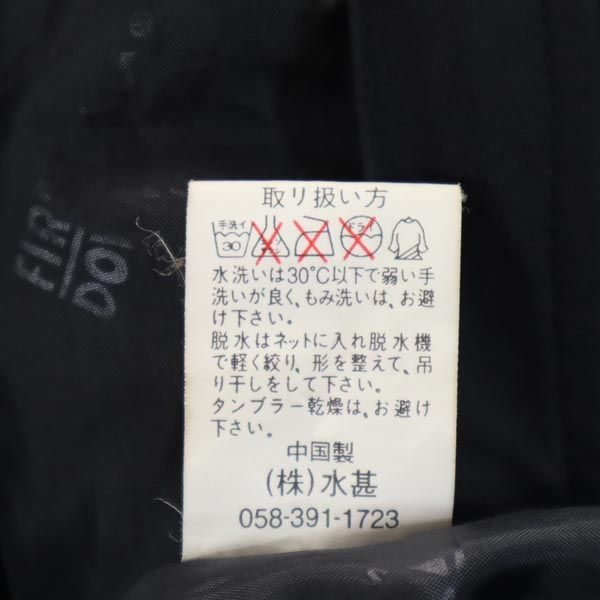 取り扱い方
手洗イ
30
ドライ
水洗いは30℃以下で弱い手
洗いが良く、もみ洗いは、お避
け下さい。
脱水はネットに入れ脱水機
で軽く絞り、形を整えて、吊
り干しをして下さい。
タンブラー乾燥は、お避け
下さい。
中国製
(株)水甚
058-391-1723